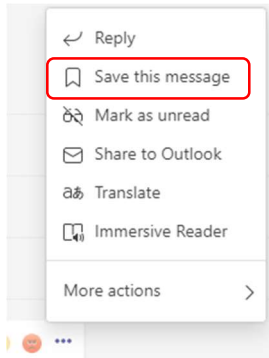 Reply
Save this message
Mark as unread
Share to Outlook
Translate
Immersive Reader
More actions